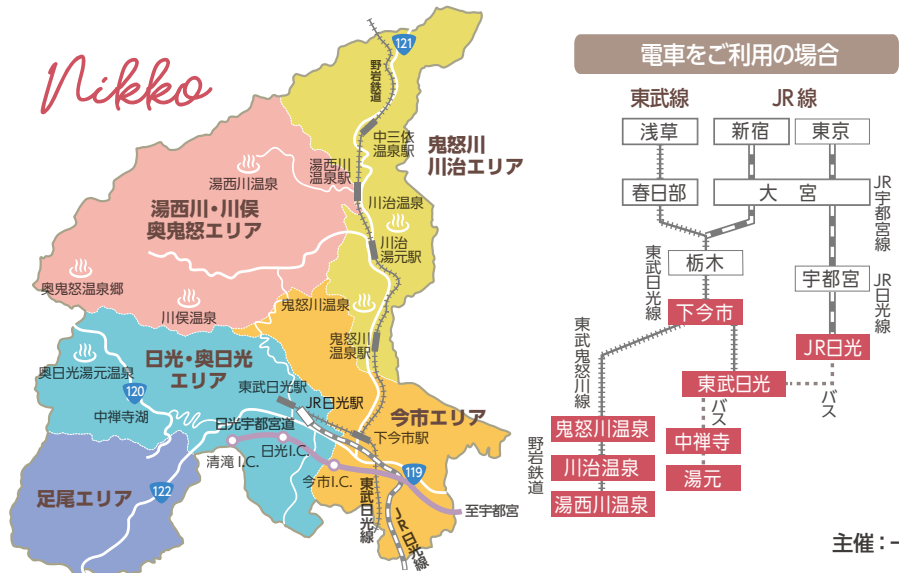 Nikko
121
野岩鉄道
中三依
温泉駅
鬼怒川
川治エリア
湯西川
温泉駅
湯西川温泉
川治温泉
湯西川・川俣
奥鬼怒エリア
川治
湯元駅
奥鬼怒温泉郷
川俣温泉
鬼怒川温泉
鬼怒川
温泉駅
日光・奥日光
エリア
奥日光湯元温泉
東武日光駅
JR日光駅
120
中禅寺湖
今市エリア
日光宇都宮道
下今市駅
清滝 I.C.
日光I.C.
今市I.C.
119
足尾エリア
122
東武日光線
JR日光線
至宇都宮
電車をご利用の場合
東武線
JR線
浅草
新宿
東京
春日部
大宮
JR宇都宮線
東武日光線
栃木
宇都宮
JR日光線
下今市
東武鬼怒川線
JR日光
東武日光
バス
バス
鬼怒川温泉
中禅寺
野岩鉄道
川治温泉
湯元
湯西川温泉
主催：一